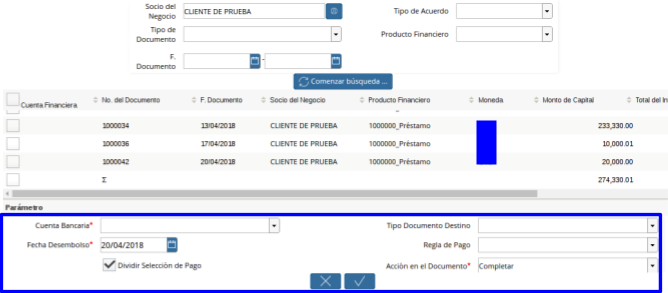 Socio del Negocio CLIENTE DE PRUEBA Tipo de Acuerdo
Tipo de Documento Producto Financiero
F. Documento -
Comenzar búsqueda ...
Cuenta Financiera No. del Documento F. Documento Socio del Negocio Producto Financiero Moneda Monto de Capital Total del In
1000034 13/04/2018 CLIENTE DE PRUEBA 1000000_Préstamo 233,330.00
1000036 17/04/2018 CLIENTE DE PRUEBA 1000000_Préstamo 10,000.01
1000042 20/04/2018 CLIENTE DE PRUEBA 1000000_Préstamo 20,000.00
Σ 274,330.01
Parámetro
Cuenta Bancaria* Tipo Documento Destino
Fecha Desembolso* 20/04/2018 Regla de Pago
Dividir Selección de Pago Acción en el Documento* Completar